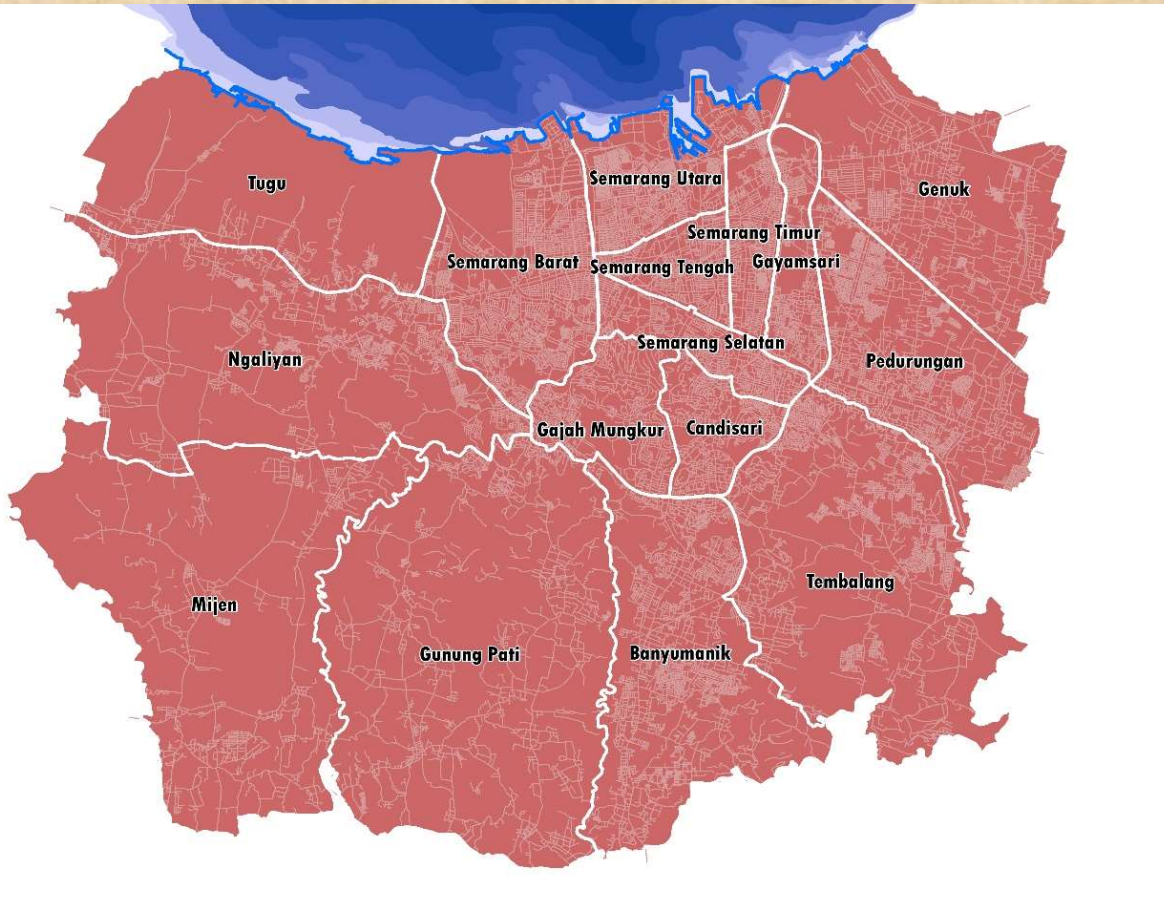 Tugu
Semarang Utara
Genuk
Semarang Timur
Semarang Barat
Semarang Tengah
Gayamsari
Ngaliyan
Semarang Selatan
Pedurungan
Gajah Mungkur
Candisari
Tembalang
Mijen
Gunung Pati
Banyumanik